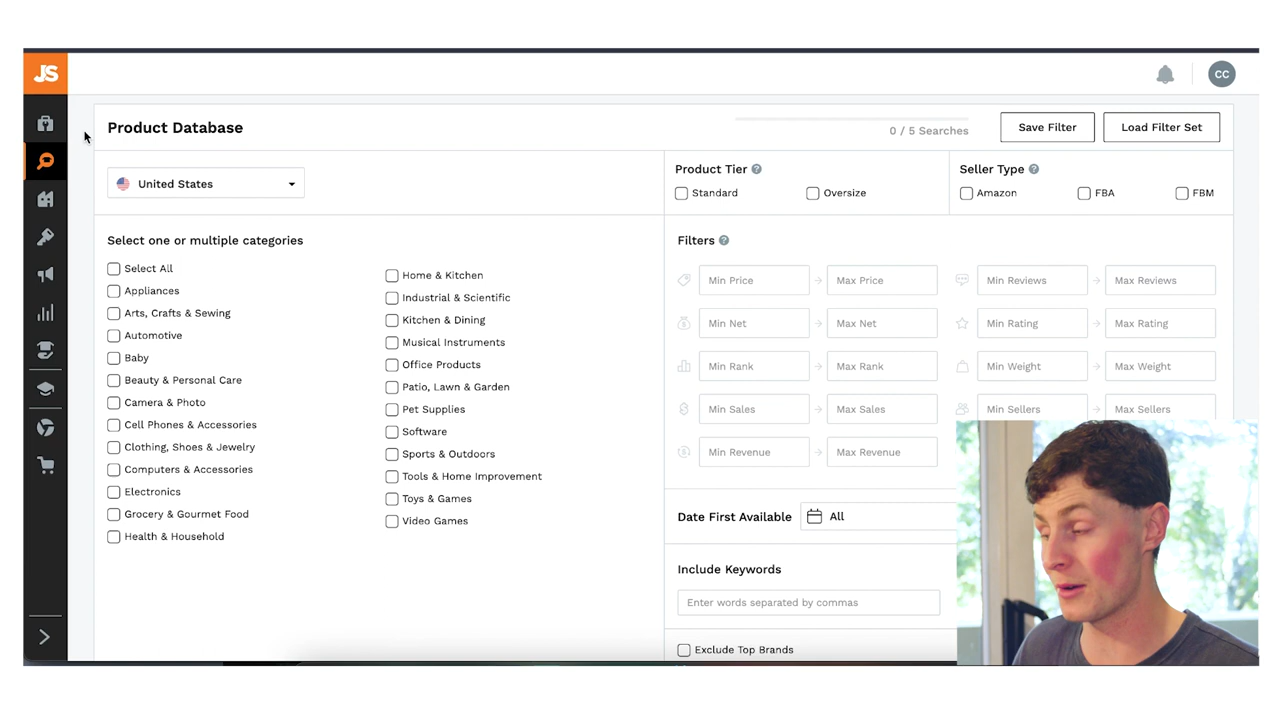 JS
CC
Product Database
0 / 5 Searches
Save Filter
Load Filter Set
United States
Product Tier ?
Standard
Oversize
Seller Type ?
Amazon
FBA
FBM
Select one or multiple categories
Select All
Appliances
Arts, Crafts & Sewing
Automotive
Baby
Beauty & Personal Care
Camera & Photo
Cell Phones & Accessories
Clothing, Shoes & Jewelry
Computers & Accessories
Electronics
Grocery & Gourmet Food
Health & Household
Home & Kitchen
Industrial & Scientific
Kitchen & Dining
Musical Instruments
Office Products
Patio, Lawn & Garden
Pet Supplies
Software
Sports & Outdoors
Tools & Home Improvement
Toys & Games
Video Games
Filters ?
Min Price
Max Price
Min Reviews
Max Reviews
Min Net
Max Net
Min Rating
Max Rating
Min Rank
Max Rank
Min Weight
Max Weight
Min Sales
Max Sales
Min Sellers
Max Sellers
Min Revenue
Max Revenue
Date First Available
All
Include Keywords
Enter words separated by commas
Exclude Top Brands